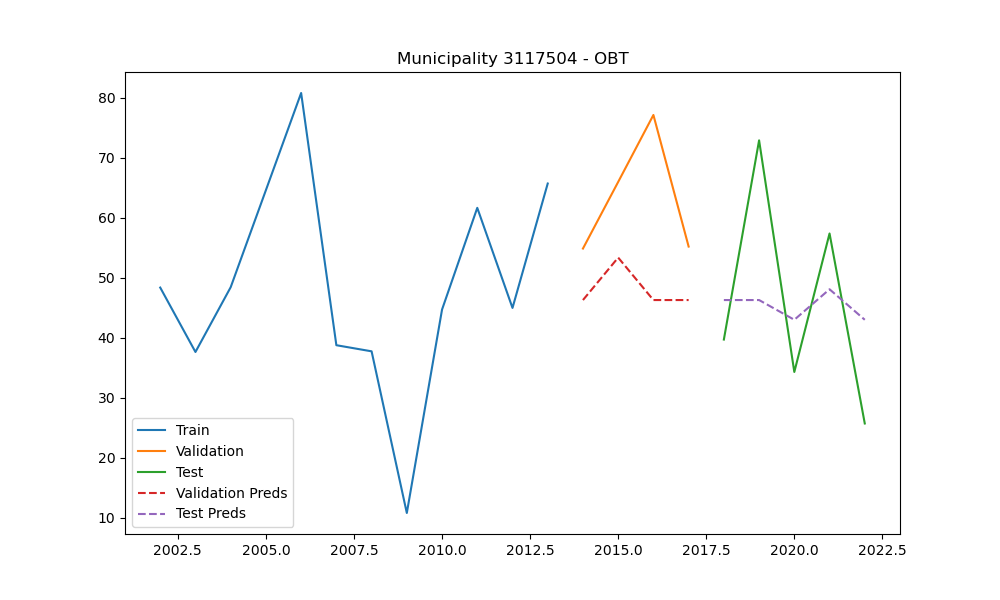 Municipality 3117504 - OBT
80
70
60
50
40
30
20
10
Train
Validation
Test
Validation Preds
Test Preds
2002.5 2005.0 2007.5 2010.0 2012.5 2015.0 2017.5 2020.0 2022.5